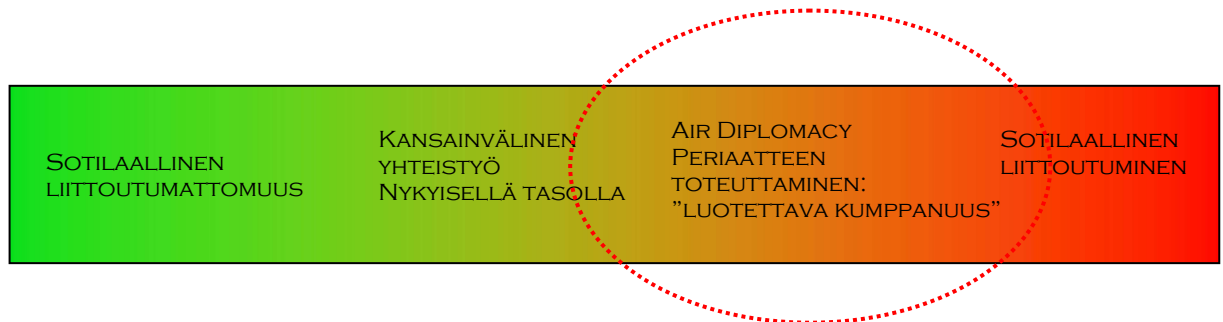 Sotilaallinen
liittoutumattomuus
Kansainvälinen
yhteistyö
Nykyisellä tasolla
Air Diplomacy
Periaatteen
toteuttaminen:
”luotettava kumppanuus”
Sotilaallinen
liittoutuminen